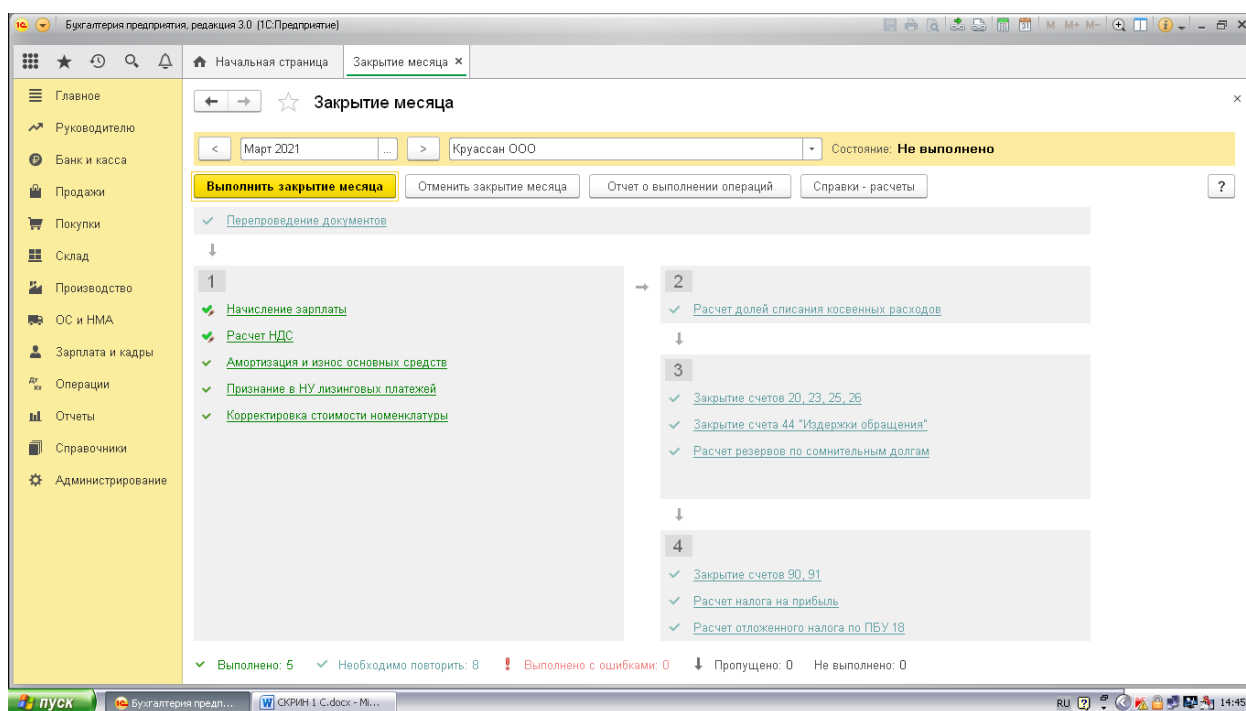 Бухгалтерия предприятия, редакция 3.0 (1С:Предприятие)
M M+ M-
Начальная страница
Закрытие месяца
Главное
Руководителю
Банк и касса
Продажи
Покупки
Склад
Производство
ОС и НМА
Зарплата и кадры
Операции
Отчеты
Справочники
Администрирование
Закрытие месяца
< Март 2021 ... > Круассан ООО Состояние: Не выполнено
Выполнить закрытие месяца Отменить закрытие месяца Отчет о выполнении операций Справки - расчеты ?
Перепроведение документов
1
Начисление зарплаты
Расчет НДС
Амортизация и износ основных средств
Признание в НУ лизинговых платежей
Корректировка стоимости номенклатуры
2
Расчет долей списания косвенных расходов
3
Закрытие счетов 20, 23, 25, 26
Закрытие счета 44 "Издержки обращения"
Расчет резервов по сомнительным долгам
4
Закрытие счетов 90, 91
Расчет налога на прибыль
Расчет отложенного налога по ПБУ 18
Выполнено: 5 Необходимо повторить: 8 Выполнено с ошибками: 0 Пропущено: 0 Не выполнено: 0
пуск Бухгалтерия предп... СКРИН 1 С.docx - Mi... RU 14:45